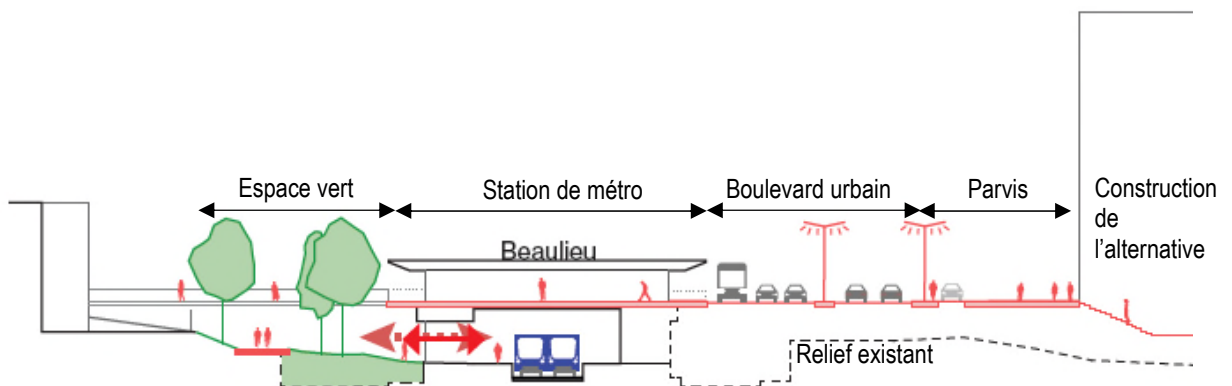 Espace vert
Station de métro
Boulevard urbain
Parvis
Construction
de
l’alternative
Beaulieu
Relief existant